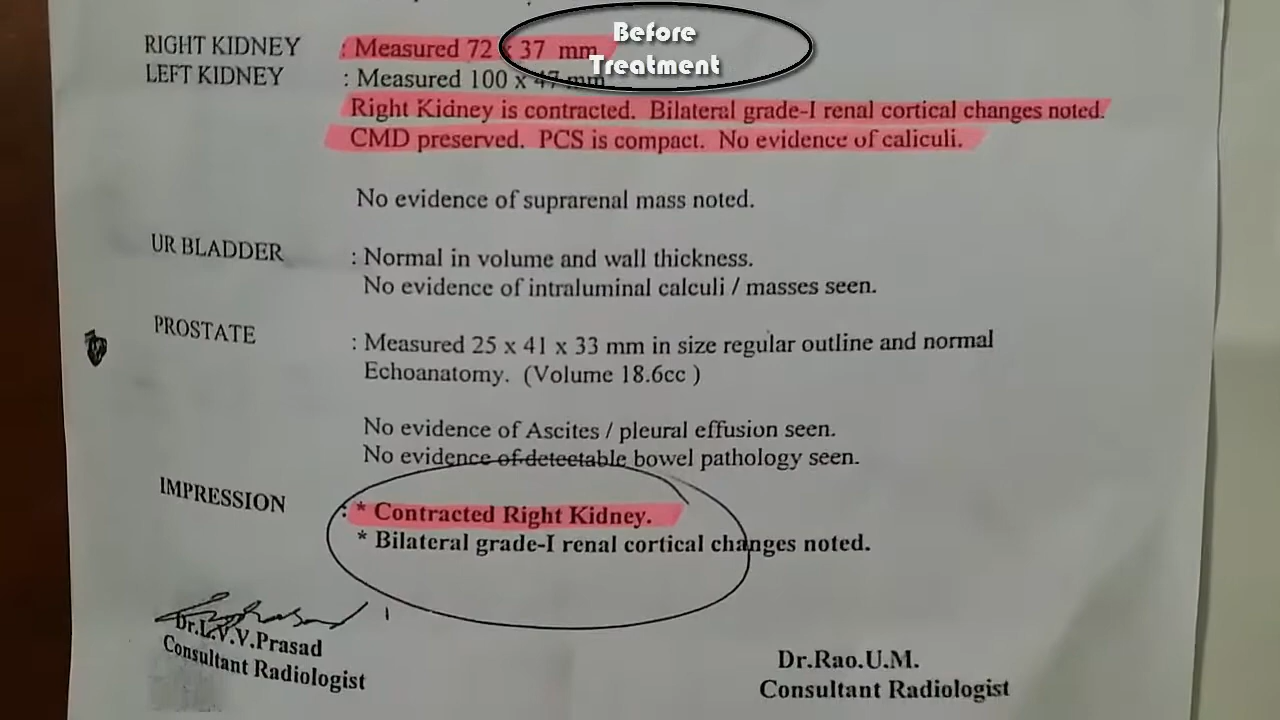 Before
Treatment
RIGHT KIDNEY : Measured 72 x 37 mm
LEFT KIDNEY : Measured 100 x 47 mm
Right Kidney is contracted. Bilateral grade-I renal cortical changes noted.
CMD preserved. PCS is compact. No evidence of caliculi.
No evidence of suprarenal mass noted.
UR BLADDER : Normal in volume and wall thickness.
No evidence of intraluminal calculi / masses seen.
PROSTATE : Measured 25 x 41 x 33 mm in size regular outline and normal
Echoanatomy. (Volume 18.6cc )
No evidence of Ascites / pleural effusion seen.
No evidence of detectable bowel pathology seen.
IMPRESSION : * Contracted Right Kidney.
* Bilateral grade-I renal cortical changes noted.
Dr.L.V.V.Prasad
Consultant Radiologist
Dr.Rao.U.M.
Consultant Radiologist